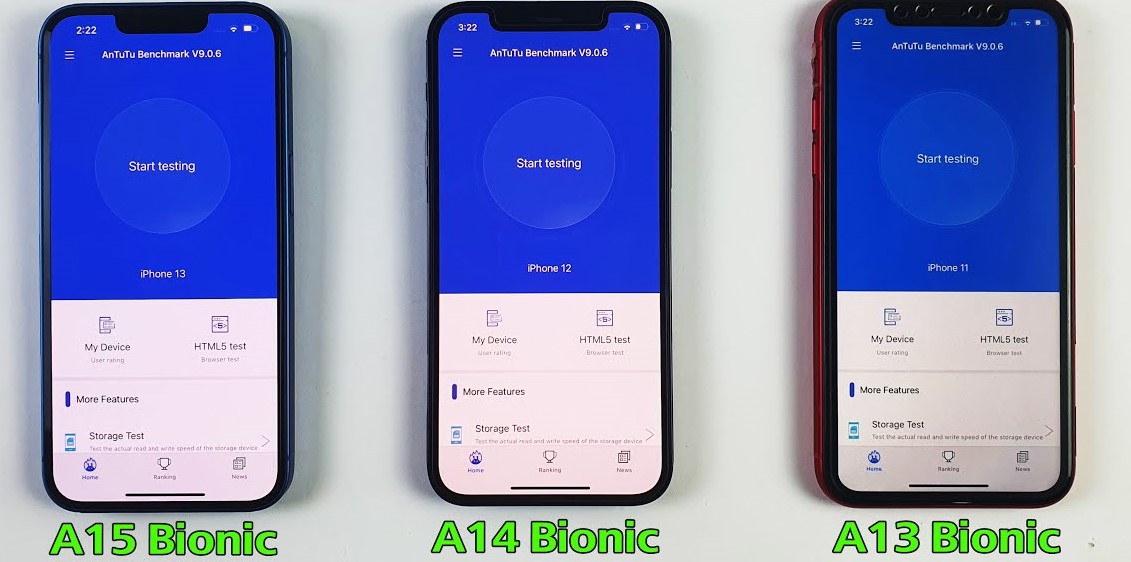 2:22
AnTuTu Benchmark V9.0.6
Start testing
iPhone 13
My Device
User rating
HTML5 test
Browser test
More Features
Storage Test
Test the actual read and write speed of the storage device
Home
Ranking
News
A15 Bionic
3:22
AnTuTu Benchmark V9.0.6
Start testing
iPhone 12
My Device
User rating
HTML5 test
Browser test
More Features
Storage Test
Test the actual read and write speed of the storage device
Home
Ranking
News
A14 Bionic
3:22
AnTuTu Benchmark V9.0.6
Start testing
iPhone 11
My Device
User rating
HTML5 test
Browser test
More Features
Storage Test
Test the actual read and write speed of the storage device
Home
Ranking
News
A13 Bionic